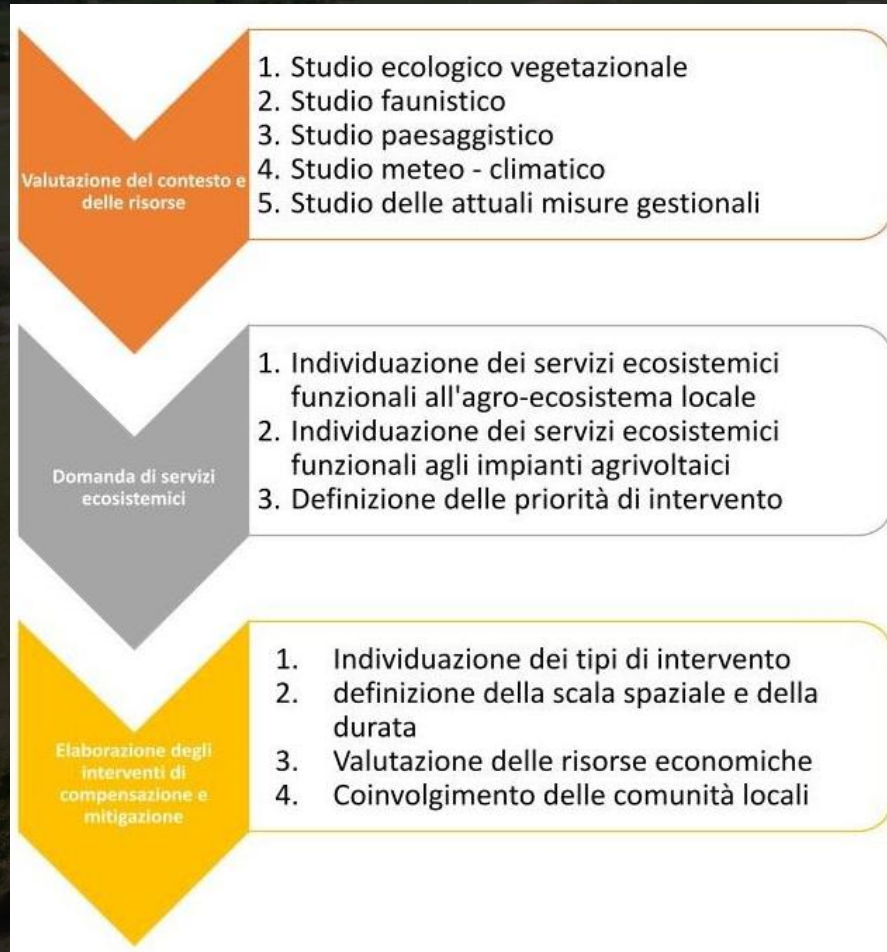 Valutazione del contesto e
delle risorse
1. Studio ecologico vegetazionale
2. Studio faunistico
3. Studio paesaggistico
4. Studio meteo - climatico
5. Studio delle attuali misure gestionali
Domanda di servizi
ecosistemici
1. Individuazione dei servizi ecosistemici
funzionali all'agro-ecosistema locale
2. Individuazione dei servizi ecosistemici
funzionali agli impianti agrivoltaici
3. Definizione delle priorità di intervento
Elaborazione degli
interventi di
compensazione e
mitigazione
1. Individuazione dei tipi di intervento
2. definizione della scala spaziale e della
durata
3. Valutazione delle risorse economiche
4. Coinvolgimento delle comunità locali